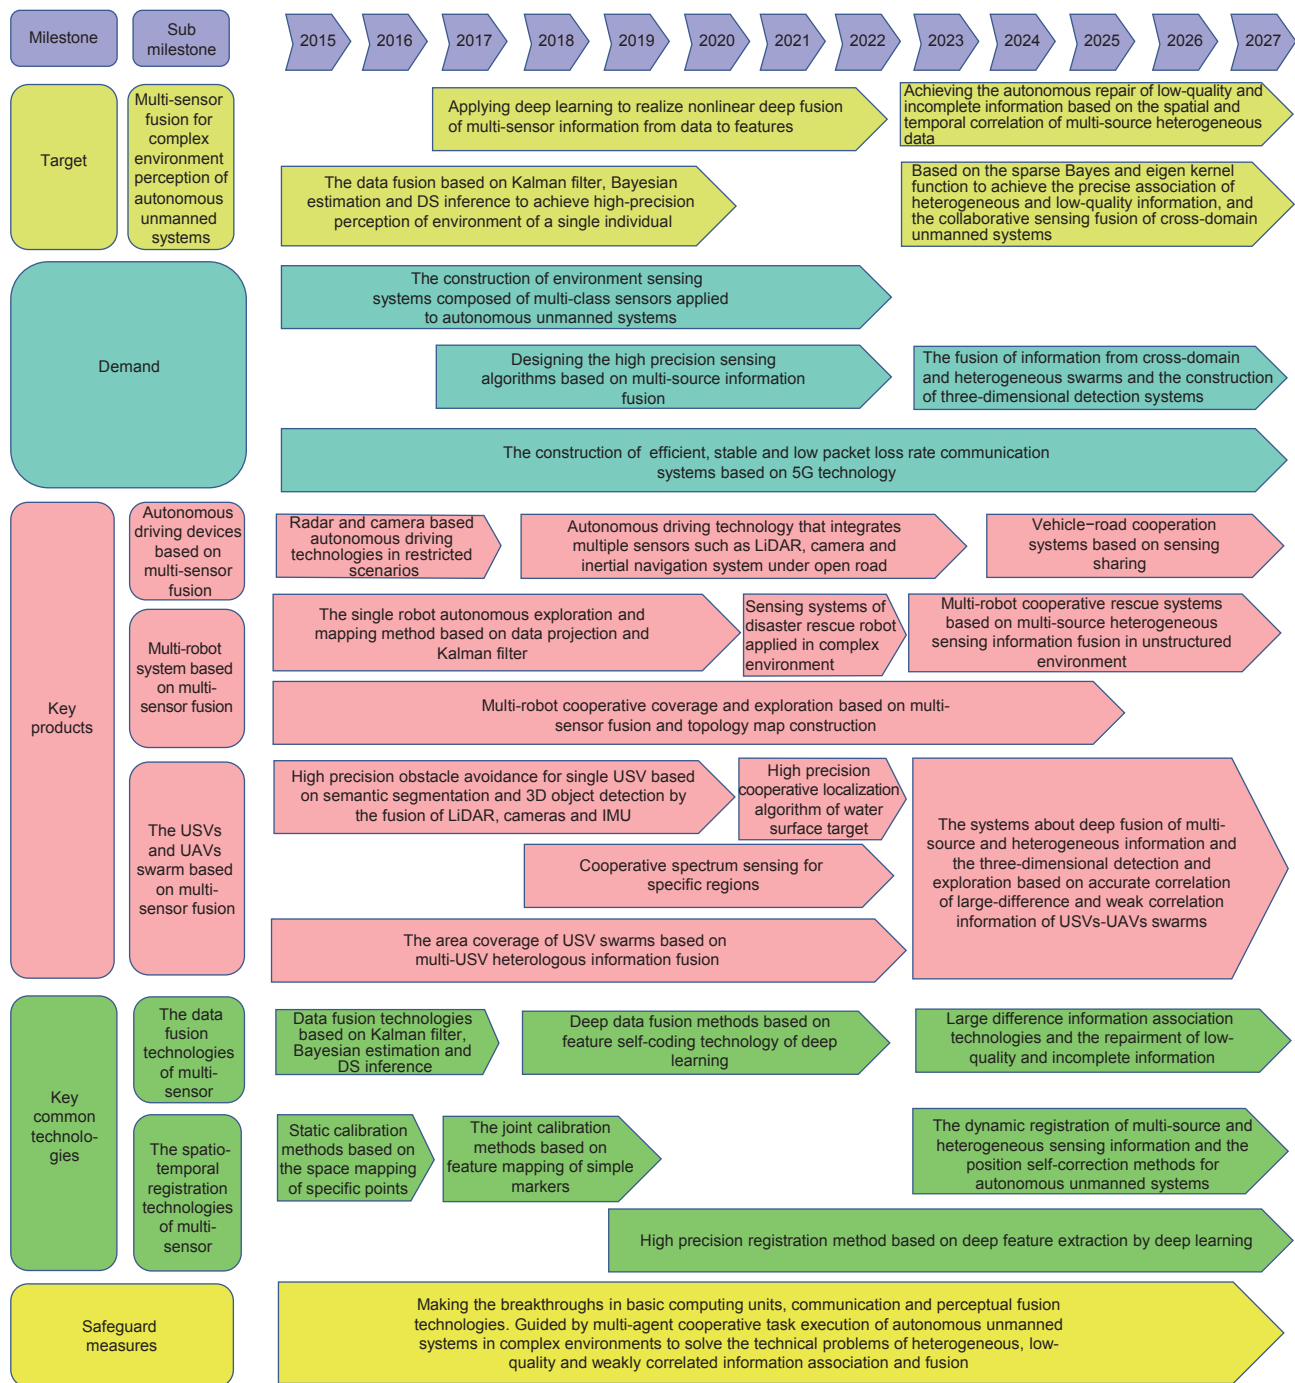 Milestone
Sub
milestone
2015
2016
2017
2018
2019
2020
2021
2022
2023
2024
2025
2026
2027
Target
Multi-sensor
fusion for
complex
environment
perception of
autonomous
unmanned
systems
Applying deep learning to realize nonlinear deep fusion
of multi-sensor information from data to features
Achieving the autonomous repair of low-quality and
incomplete information based on the spatial and
temporal correlation of multi-source heterogeneous
data
The data fusion based on Kalman filter, Bayesian
estimation and DS inference to achieve high-precision
perception of environment of a single individual
Based on the sparse Bayes and eigen kernel
function to achieve the precise association of
heterogeneous and low-quality information, and
the collaborative sensing fusion of cross-domain
unmanned systems
Demand
The construction of environment sensing
systems composed of multi-class sensors applied
to autonomous unmanned systems
Designing the high precision sensing
algorithms based on multi-source information
fusion
The fusion of information from cross-domain
and heterogeneous swarms and the construction
of three-dimensional detection systems
The construction of efficient, stable and low packet loss rate communication
systems based on 5G technology
Key
products
Autonomous
driving devices
based on
multi-sensor
fusion
Radar and camera based
autonomous driving
technologies in restricted
scenarios
Autonomous driving technology that integrates
multiple sensors such as LiDAR, camera and
inertial navigation system under open road
Vehicle−road cooperation
systems based on sensing
sharing
Multi-robot
system based
on multi-
sensor fusion
The single robot autonomous exploration and
mapping method based on data projection and
Kalman filter
Sensing systems of
disaster rescue robot
applied in complex
environment
Multi-robot cooperative rescue systems
based on multi-source heterogeneous
sensing information fusion in unstructured
environment
Multi-robot cooperative coverage and exploration based on multi-
sensor fusion and topology map construction
The USVs
and UAVs
swarm based
on multi-
sensor fusion
High precision obstacle avoidance for single USV based
on semantic segmentation and 3D object detection by
the fusion of LiDAR, cameras and IMU
High precision
cooperative localization
algorithm of water
surface target
Cooperative spectrum sensing for
specific regions
The area coverage of USV swarms based on
multi-USV heterologous information fusion
The systems about deep fusion of multi-
source and heterogeneous information and
the three-dimensional detection and
exploration based on accurate correlation
of large-difference and weak correlation
information of USVs-UAVs swarms
Key
common
technolo-
gies
The data
fusion
technologies
of multi-
sensor
Data fusion technologies
based on Kalman filter,
Bayesian estimation and
DS inference
Deep data fusion methods based on
feature self-coding technology of deep
learning
Large difference information association
technologies and the repairment of low-
quality and incomplete information
The spatio-
temporal
registration
technologies
of multi-
sensor
Static calibration
methods based on
the space mapping
of specific points
The joint calibration
methods based on
feature mapping of simple
markers
The dynamic registration of multi-source and
heterogeneous sensing information and the
position self-correction methods for
autonomous unmanned systems
High precision registration method based on deep feature extraction by deep learning
Safeguard
measures
Making the breakthroughs in basic computing units, communication and perceptual fusion
technologies. Guided by multi-agent cooperative task execution of autonomous unmanned
systems in complex environments to solve the technical problems of heterogeneous, low-
quality and weakly correlated information association and fusion